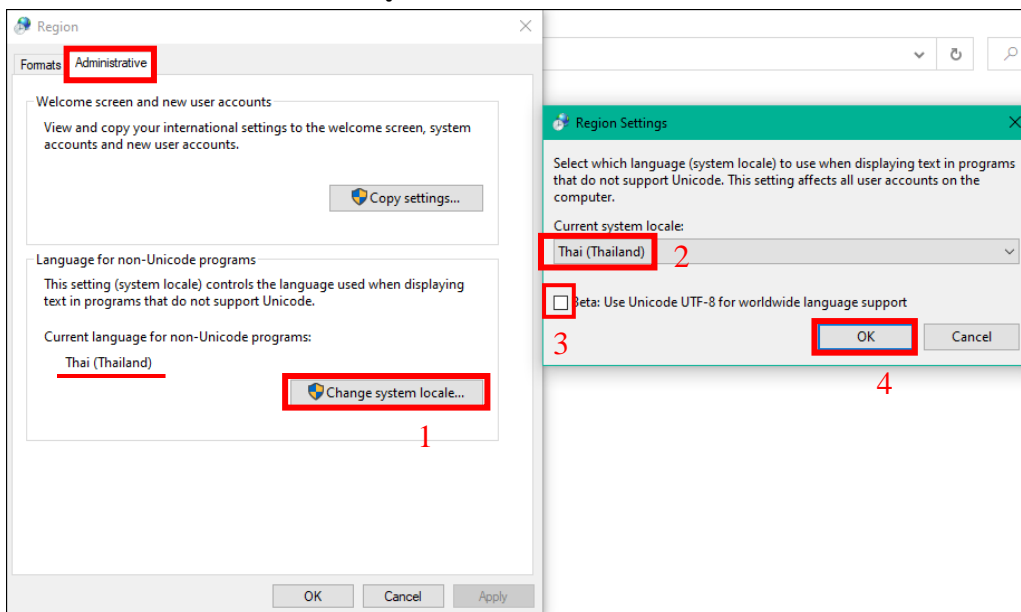 Region
Formats Administrative
Welcome screen and new user accounts
View and copy your international settings to the welcome screen, system
accounts and new user accounts.
Copy settings...
Language for non-Unicode programs
This setting (system locale) controls the language used when displaying
text in programs that do not support Unicode.
Current language for non-Unicode programs:
Thai (Thailand)
Change system locale...
1
OK Cancel Apply
Region Settings
Select which language (system locale) to use when displaying text in programs
that do not support Unicode. This setting affects all user accounts on the
computer.
Current system locale:
Thai (Thailand)
2
Beta: Use Unicode UTF-8 for worldwide language support
3
OK Cancel
4